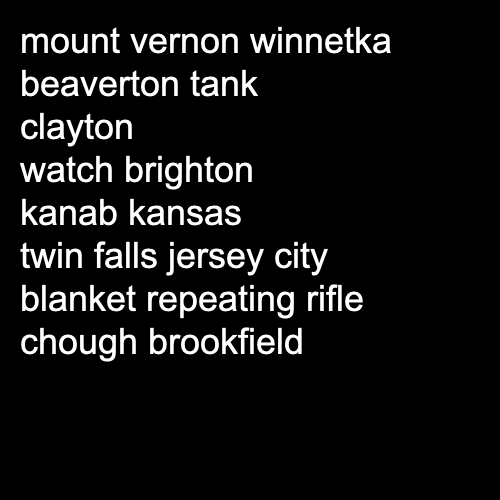 mount vernon winnetka
beaverton tank
clayton
watch brighton
kanab kansas
twin falls jersey city
blanket repeating rifle
chough brookfield